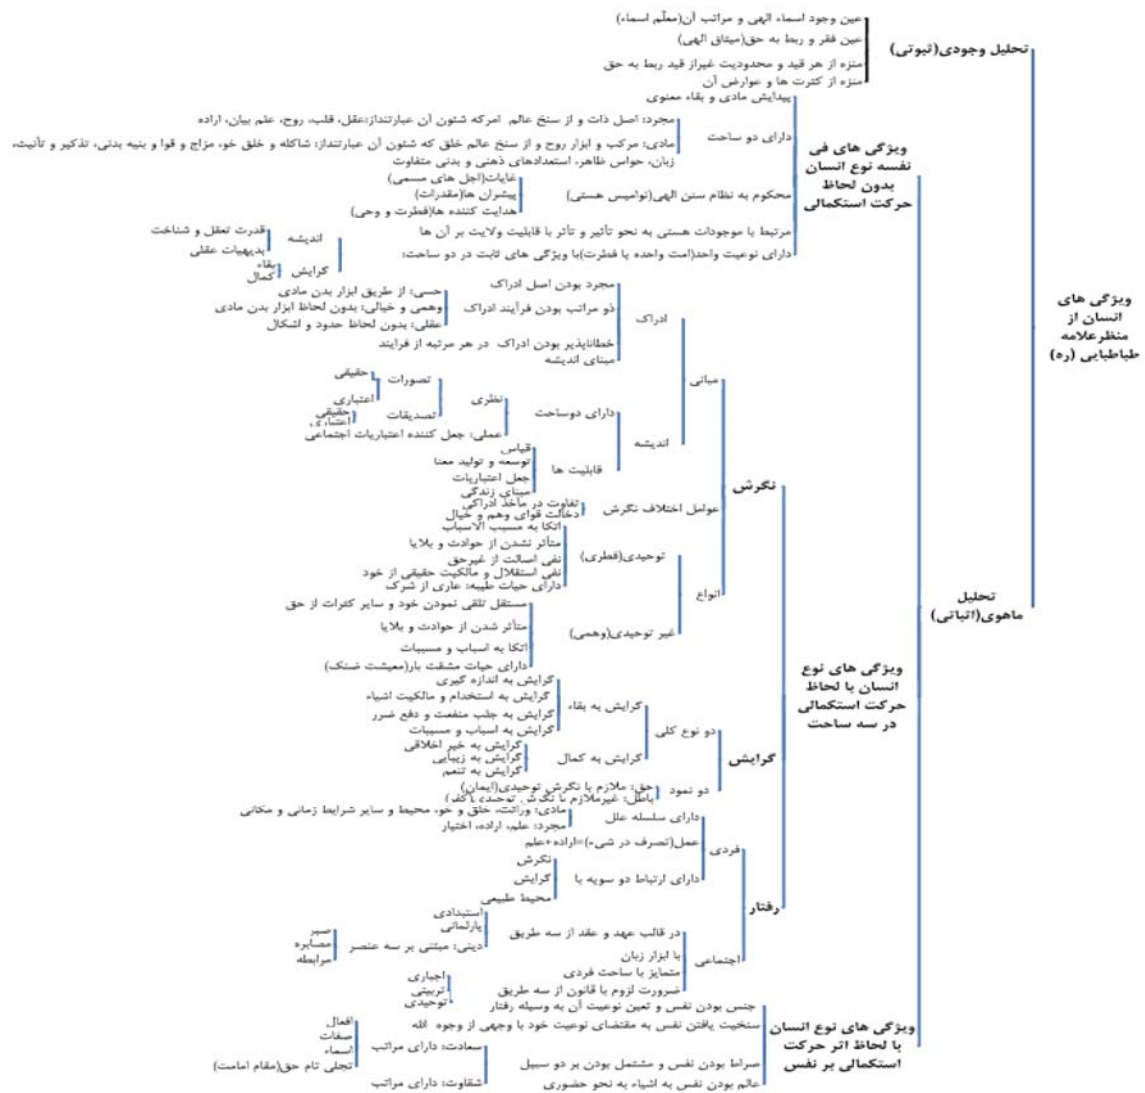 ویژگی های
انسان از
منظرعلامه
طباطبایی (ره)
تحلیل وجودی(ثبوتی)
عین وجود اسماء الهی و مراتب آن(معلّم اسماء)
عین فقر و ربط به حق(میثاق الهی)
منزه از هر قید و محدودیت غیراز قید ربط به حق
منزه از کثرت ها و عوارض آن
تحلیل
ماهوی(اثباتی)
ویژگی های فی
نفسه نوع انسان
بدون لحاظ
حرکت استکمالی
پیدایش مادی و بقاء معنوی
دارای دو ساحت
مجرد: اصل ذات و از سنخ عالم امرکه شئون آن عبارتنداز:عقل، قلب، روح، علم بیان، اراده
مادی: مرکب و ابزار روح و از سنخ عالم خلق که شئون آن عبارتنداز: شاکله و خلق خو، مزاج و قوا و بنیه بدنی، تذکیر و تأنیث،
زبان، حواس ظاهر، استعدادهای ذهنی و بدنی متفاوت
محکوم به نظام سنن الهی(نوامیس هستی)
غایات(اجل های مسمی)
پیشران ها(مقدرات)
هدایت کننده ها(فطرت و وحی)
مرتبط با موجودات هستی به نحو تأثیر و تأثر با قابلیت ولایت بر آن ها
دارای نوعیت واحد(امت واحده یا فطرت)با ویژگی های ثابت در دو ساحت:
اندیشه
قدرت تعقل و شناخت
بدیهیات عقلی
گرایش
بقاء
کمال
ویژگی های نوع
انسان با لحاظ
حرکت استکمالی
در سه ساحت
نگرش
مبانی
ادراک
مجرد بودن اصل ادراک
ذو مراتب بودن فرآیند ادراک
حسی: از طریق ابزار بدن مادی
وهمی و خیالی: بدون لحاظ ابزار بدن مادی
عقلی: بدون لحاظ حدود و اشکال
خطاناپذیر بودن ادراک در هر مرتبه از فرایند
مبنای اندیشه
اندیشه
دارای دوساحت
نظری
تصورات
حقیقی
اعتباری
تصدیقات
حقیقی
اعتباری
عملی: جعل کننده اعتباریات اجتماعی
قابلیت ها
قیاس
توسعه و تولید معنا
جعل اعتباریات
مبنای زندگی
عوامل اختلاف نگرش
تفاوت در مآخذ ادراکی
دخالت قوای وهم و خیال
انواع
توحیدی(فطری)
اتکا به مسبب الاسباب
متأثر نشدن از حوادث و بلایا
نفی اصالت از غیرحق
نفی استقلال و مالکیت حقیقی از خود
دارای حیات طیبه: عاری از شرک
غیر توحیدی(وهمی)
مستقل تلقی نمودن خود و سایر کثرات از حق
متأثر شدن از حوادث و بلایا
اتکا به اسباب و مسببات
دارای حیات مشقت بار(معیشت ضنک)
گرایش
دو نوع کلی
گرایش به بقاء
گرایش به اندازه گیری
گرایش به استخدام و مالکیت اشیاء
گرایش به جلب منفعت و دفع ضرر
گرایش به اسباب و مسببات
گرایش به کمال
گرایش به خیر اخلاقی
گرایش به زیبایی
گرایش به تنعم
دو نمود
حق: ملازم با نگرش توحیدی(ایمان)
باطل: غیرملازم با نگرش توحیدی(کفر)
رفتار
فردی
دارای سلسله علل
مادی: وراثت، خلق و خو، محیط و سایر شرایط زمانی و مکانی
مجرد: علم، اراده، اختیار
عمل(تصرف در شیء)=اراده+علم
دارای ارتباط دو سویه با
نگرش
گرایش
محیط طبیعی
اجتماعی
در قالب عهد و عقد از سه طریق
استبدادی
پارلمانی
دینی: مبتنی بر سه عنصر
صبر
مصابره
مرابطه
با ابزار زبان
متمایز با ساحت فردی
ضرورت لزوم با قانون از سه طریق
اجباری
تربیتی
توحیدی
ویژگی های نوع انسان
با لحاظ اثر حرکت
استکمالی بر نفس
جنس بودن نفس و تعین نوعیت آن به وسیله رفتار
سنخیت یافتن نفس به مقتضای نوعیت خود با وجهی از وجوه الله
صراط بودن نفس و مشتمل بودن بر دو سبیل
سعادت: دارای مراتب
افعال
صفات
اسماء
تجلی تام حق(مقام امامت)
شقاوت: دارای مراتب
عالم بودن نفس به اشیاء به نحو حضوری